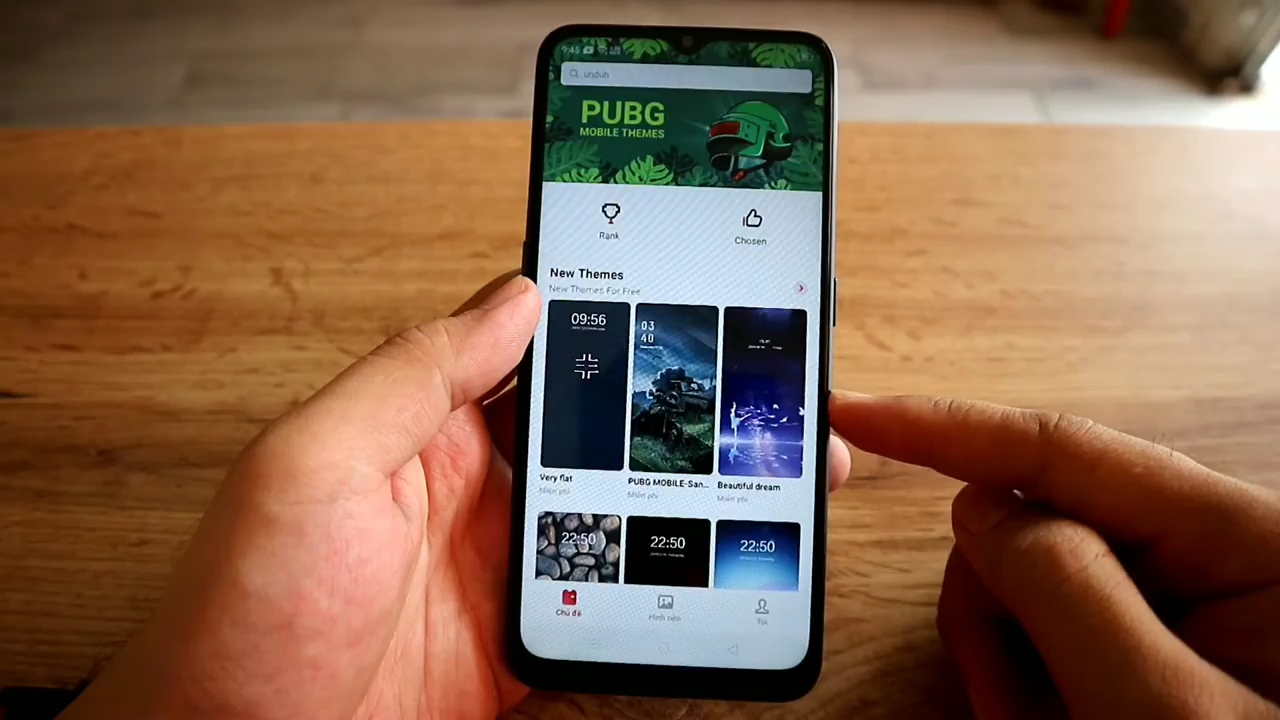 9:45
unduh
PUBG
MOBILE THEMES
Rank
Chosen
New Themes
New Themes For Free
09:56
03
40
Very flat
Miễn phí
PUBG MOBILE-San...
Miễn phí
Beautiful dream
Miễn phí
22:50
22:50
22:50
Chủ đề
Hình nền
Tôi